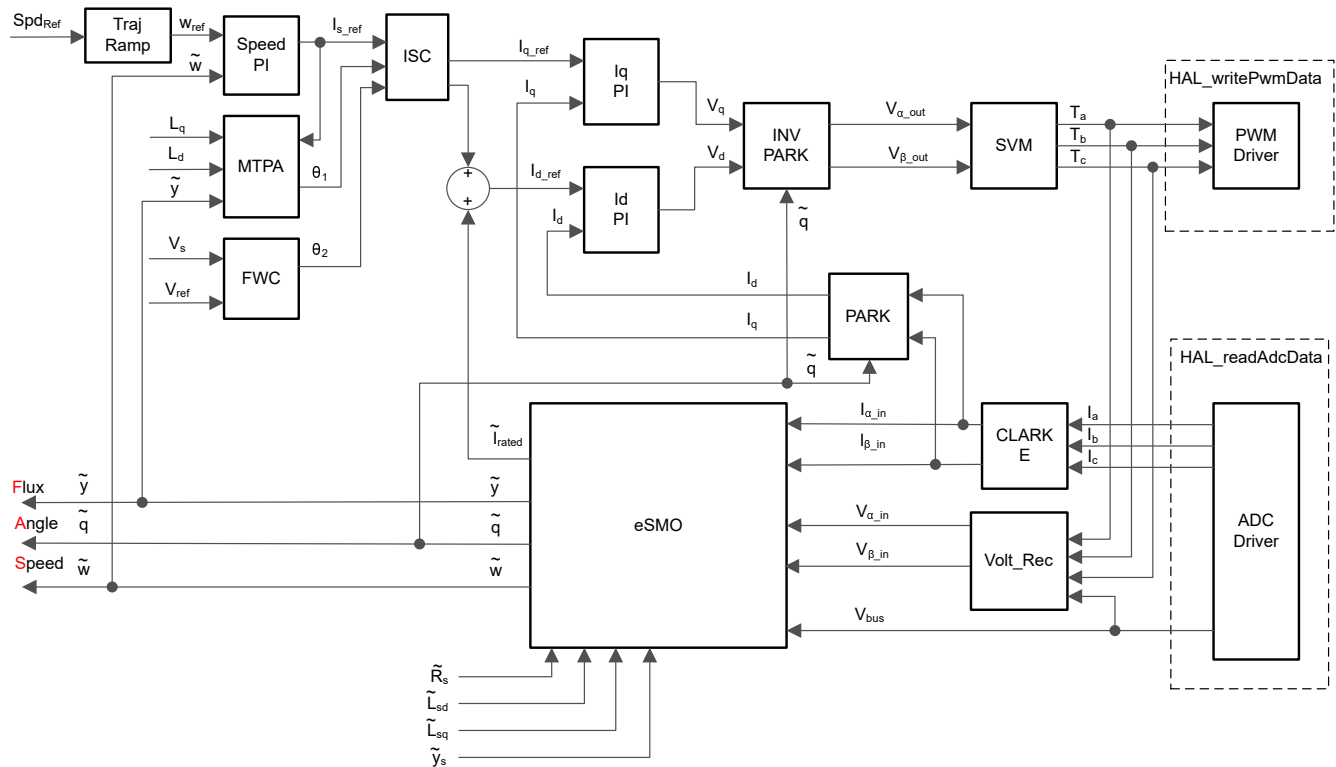 Spd_Ref
Traj
Ramp
w_ref
w̃
Speed
PI
I_s_ref
ISC
I_q_ref
I_q
Iq
PI
V_q
V_d
INV
PARK
V_α_out
V_β_out
SVM
T_a
T_b
T_c
HAL_writePwmData
PWM
Driver
L_q
L_d
ỹ
MTPA
θ_1
+
+
I_d_ref
I_d
Id
PI
q̃
V_s
V_ref
FWC
θ_2
I_d
I_q
PARK
q̃
HAL_readAdcData
Ĩ_rated
I_α_in
I_β_in
CLARK
E
I_a
I_b
I_c
Flux
ỹ
Angle
q̃
Speed
w̃
ỹ
q̃
w̃
eSMO
V_α_in
V_β_in
V_bus
Volt_Rec
ADC
Driver
R̃_s
L̃_sd
L̃_sq
ỹ_s